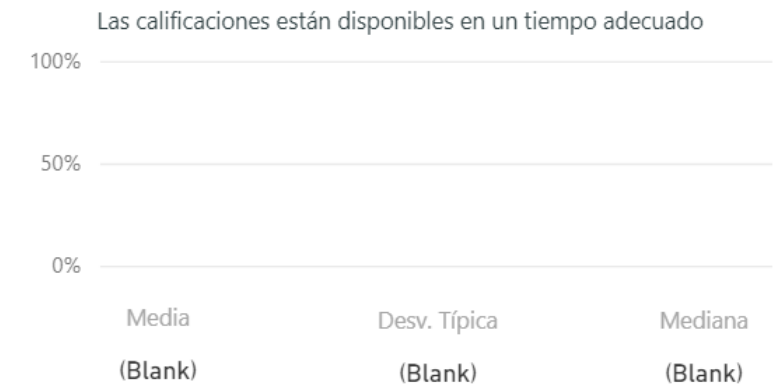 Las calificaciones están disponibles en un tiempo adecuado
100%
50%
0%
Media Desv. Típica Mediana
(Blank) (Blank) (Blank)